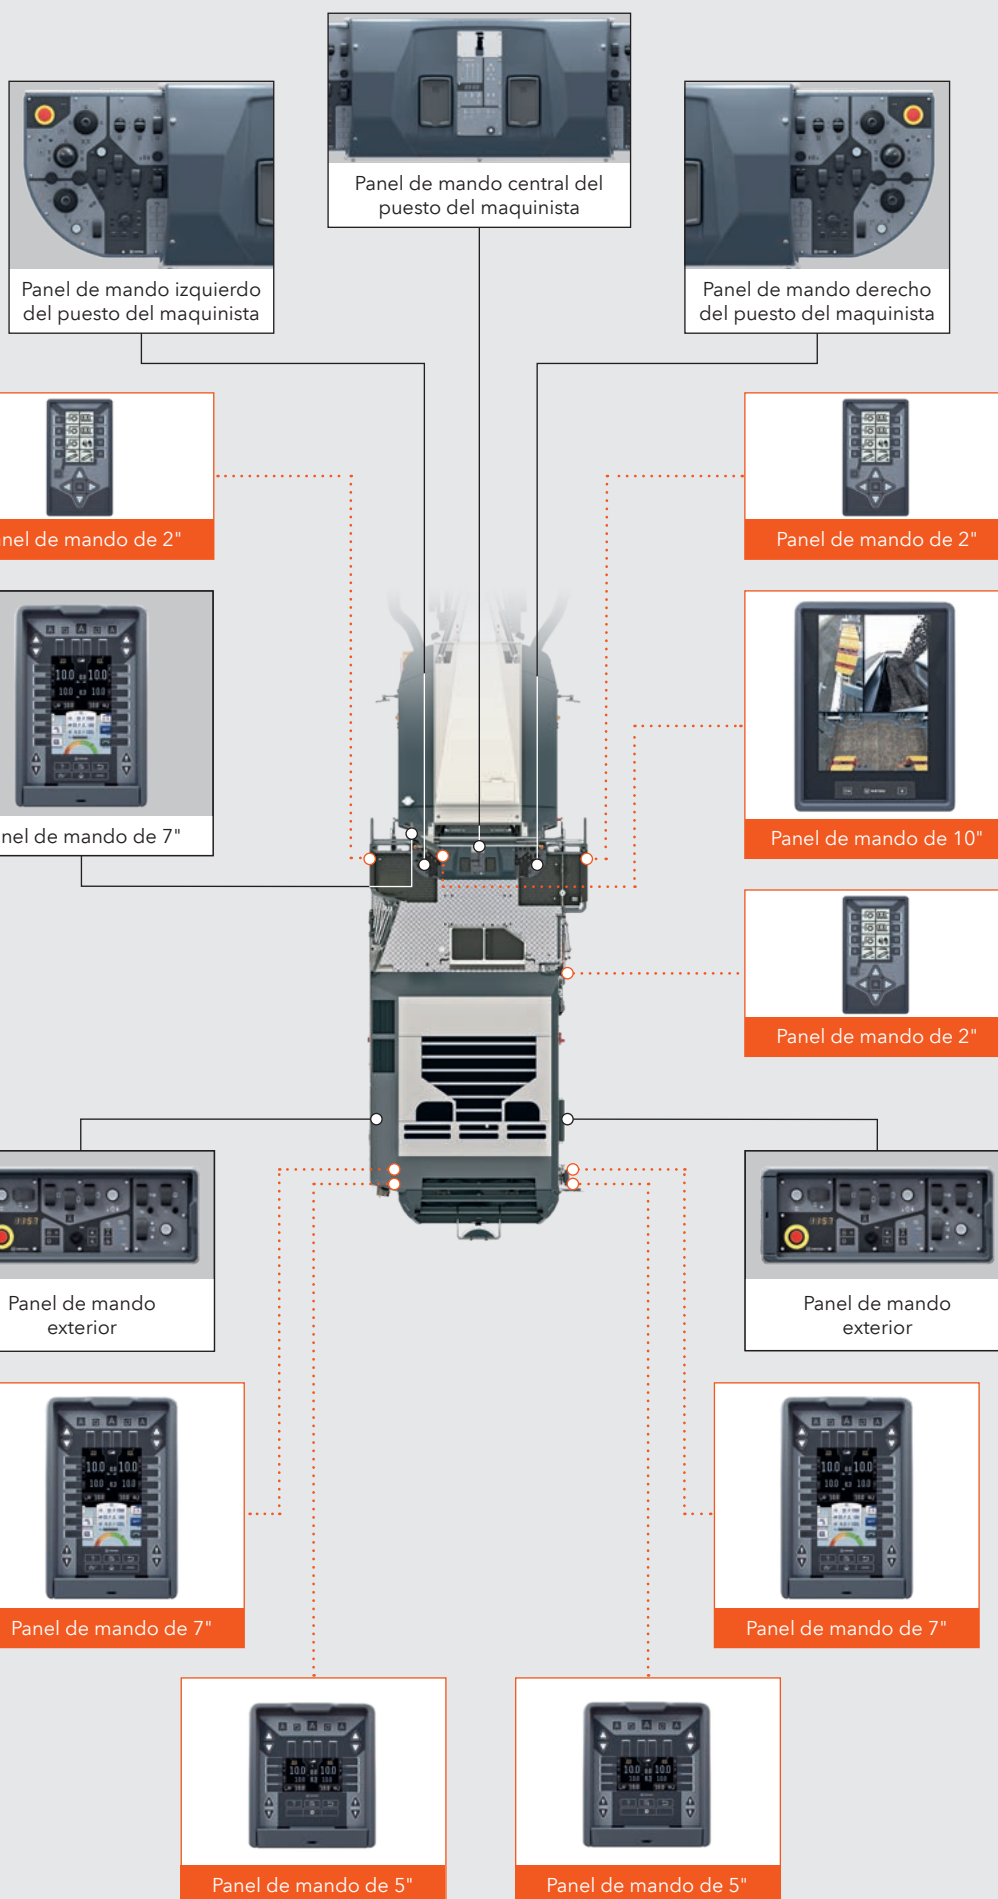 Panel de mando central del
puesto del maquinista
Panel de mando izquierdo
del puesto del maquinista
Panel de mando derecho
del puesto del maquinista
anel de mando de 2"
Panel de mando de 2"
nel de mando de 7"
Panel de mando de 10"
Panel de mando de 2"
Panel de mando
exterior
Panel de mando
exterior
Panel de mando de 7"
Panel de mando de 7"
Panel de mando de 5"
Panel de mando de 5"